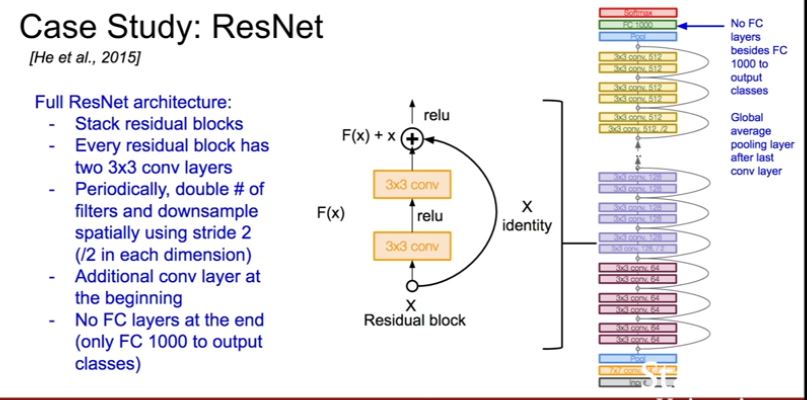 Case Study: ResNet
[He et al., 2015]
Full ResNet architecture:
- Stack residual blocks
- Every residual block has
two 3x3 conv layers
- Periodically, double # of
filters and downsample
spatially using stride 2
(/2 in each dimension)
- Additional conv layer at
the beginning
- No FC layers at the end
(only FC 1000 to output
classes)
relu
F(x) + x
3x3 conv
F(x)
relu
3x3 conv
X
Residual block
X
identity
Softmax
FC 1000
Pool
3x3 conv, 512
3x3 conv, 512
3x3 conv, 512
3x3 conv, 512
3x3 conv, 512
3x3 conv, 512, /2
3x3 conv, 128
3x3 conv, 128
3x3 conv, 128
3x3 conv, 128
3x3 conv, 128
3x3 conv, 128, /2
3x3 conv, 64
3x3 conv, 64
3x3 conv, 64
3x3 conv, 64
3x3 conv, 64
3x3 conv, 64
Pool
7x7 conv
Input
No FC
layers
besides FC
1000 to
output
classes
Global
average
pooling layer
after last
conv layer